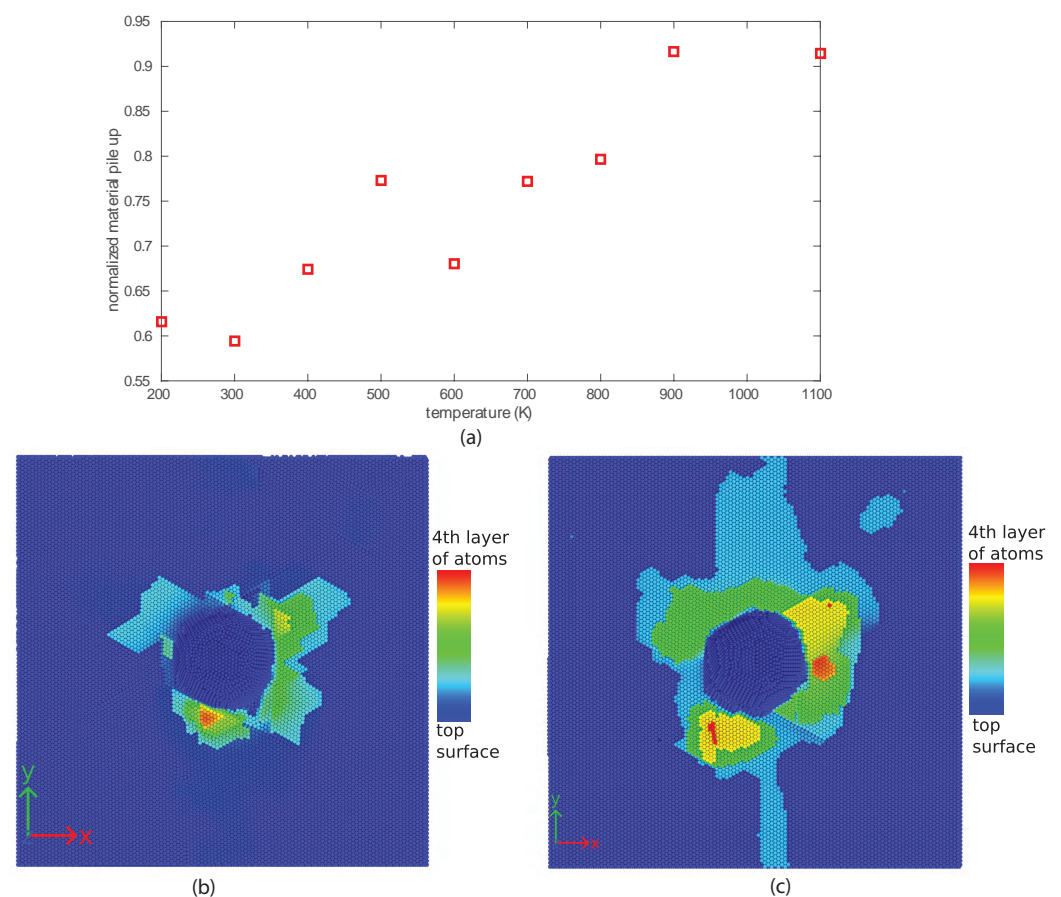 0.95
0.9
0.85
0.8
0.75
0.7
0.65
0.6
0.55
normalized material pile up
200 300 400 500 600 700 800 900 1000 1100
temperature (K)
(a)
4th layer
of atoms
top
surface
y
x
(b)
4th layer
of atoms
top
surface
y
x
(c)